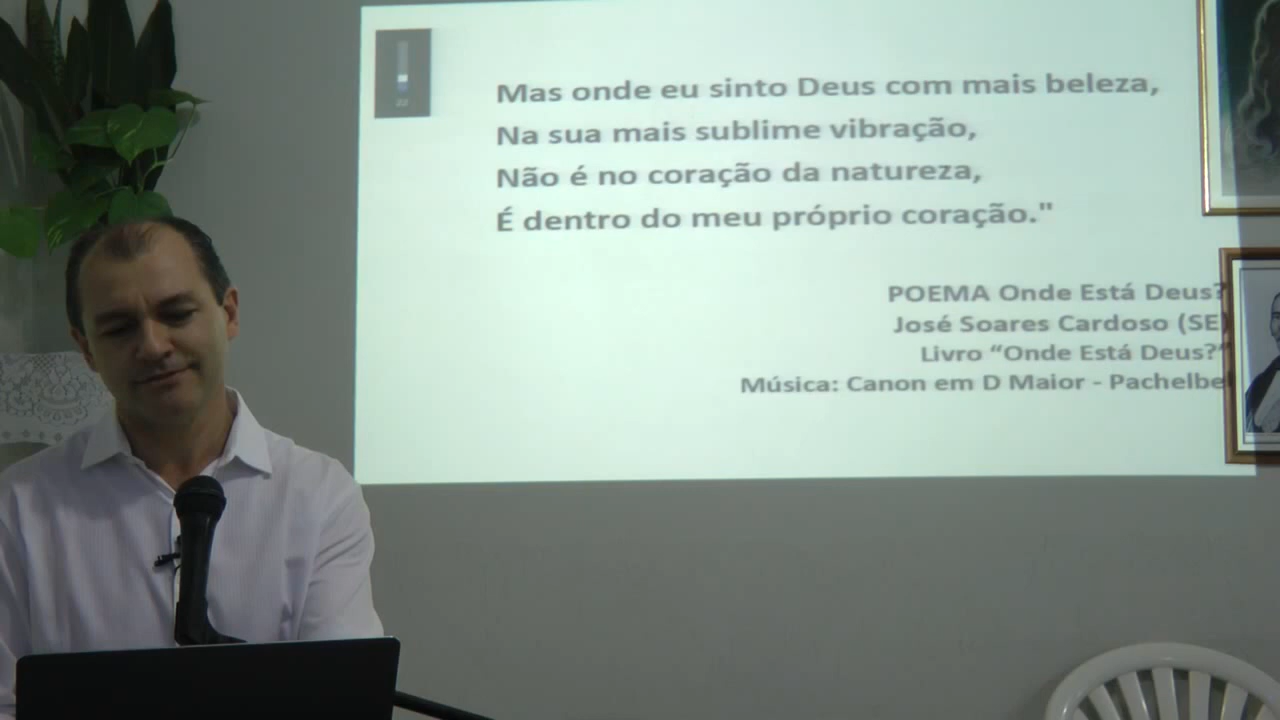 Mas onde eu sinto Deus com mais beleza,
Na sua mais sublime vibração,
Não é no coração da natureza,
É dentro do meu próprio coração."
POEMA Onde Está Deus?
José Soares Cardoso (SE)
Livro “Onde Está Deus?”
Música: Canon em D Maior - Pachelbel